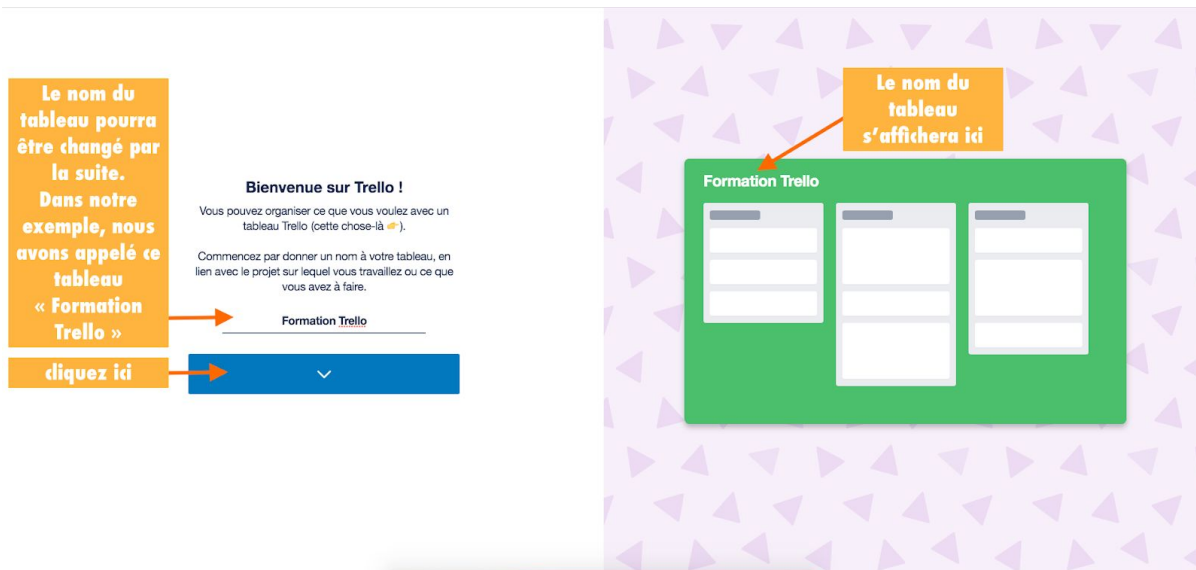 Le nom du
tableau pourra
être changé par
la suite.
Dans notre
exemple, nous
avons appelé ce
tableau
« Formation
Trello »
cliquez ici
Bienvenue sur Trello !
Vous pouvez organiser ce que vous voulez avec un
tableau Trello (cette chose-là 👉).
Commencez par donner un nom à votre tableau, en
lien avec le projet sur lequel vous travaillez ou ce que
vous avez à faire.
Formation Trello
Le nom du
tableau
s'affichera ici
Formation Trello